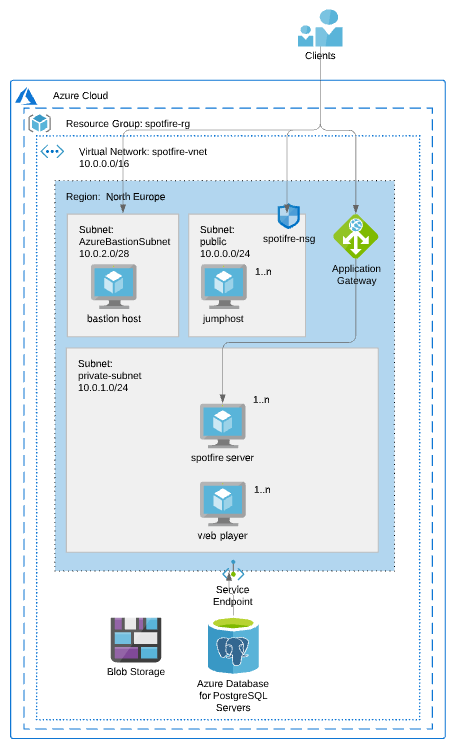 Clients
Azure Cloud
Resource Group: spotfire-rg
Virtual Network: spotfire-vnet
10.0.0.0/16
Region: North Europe
Subnet:
AzureBastionSubnet
10.0.2.0/28
bastion host
Subnet:
public
10.0.0.0/24
1..n
jumphost
spotifre-nsg
Application
Gateway
Subnet:
private-subnet
10.0.1.0/24
1..n
spotfire server
1..n
web player
Service
Endpoint
Blob Storage
Azure Database
for PostgreSQL
Servers